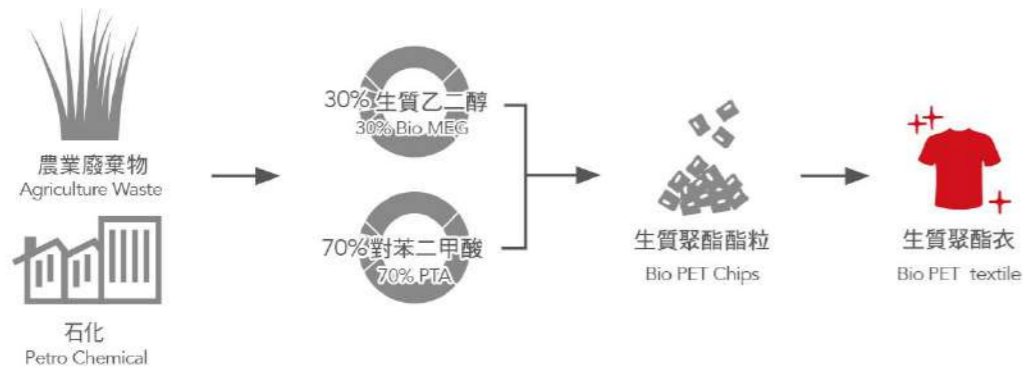 農業廢棄物
Agriculture Waste
石化
Petro Chemical
30% 生質乙二醇
30% Bio MEG
70%對苯二甲酸
70% PTA
生質聚酯酯粒
Bio PET Chips
生質聚酯衣
Bio PET textile